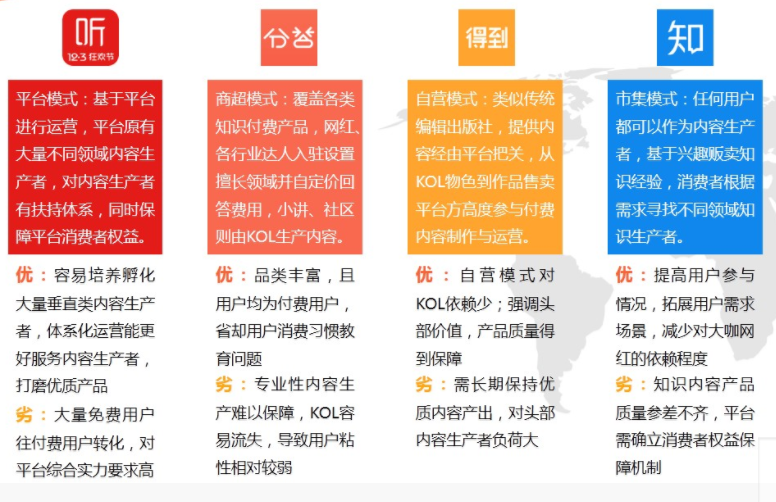 听
123 狂欢节
平台模式：基于平台
进行运营，平台原有
大量不同领域内容生
产者，对内容生产者
有扶持体系，同时保
障平台消费者权益。
优：容易培养孵化
大量垂直类内容生产
者，体系化运营能更
好服务内容生产者，
打磨优质产品
劣：大量免费用户
往付费用户转化，对
平台综合实力要求高
分答
商超模式：覆盖各类
知识付费产品，网红、
各行业达人入驻设置
擅长领域并自定价回
答费用，小讲、社区
则由KOL生产内容。
优：品类丰富，且
用户均为付费用户，
省却用户消费习惯教
育问题
劣：专业性内容生
产难以保障，KOL容
易流失，导致用户粘
性相对较弱
得到
自营模式：类似传统
编辑出版社，提供内
容经由平台把关，从
KOL物色到作品售卖
平台方高度参与付费
内容制作与运营。
优：自营模式对
KOL依赖少；强调头
部价值，产品质量得
到保障
劣：需长期保持优
质内容产出，对头部
内容生产者负荷大
知
市集模式：任何用户
都可以作为内容生产
者，基于兴趣贩卖知
识经验，消费者根据
需求寻找不同领域知
识生产者。
优：提高用户参与
情况，拓展用户需求
场景，减少对大咖网
红的依赖程度
劣：知识内容产品
质量参差不齐，平台
需确立消费者权益保
障机制